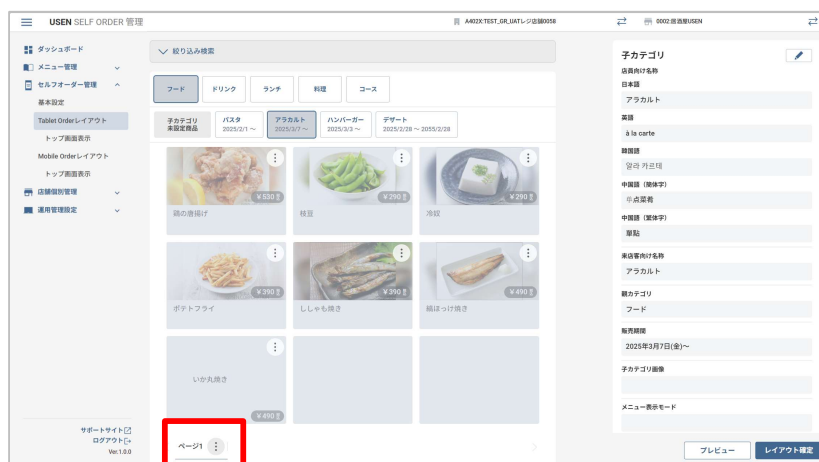 USEN SELF ORDER 管理
A402X:TEST_GR_UATレジ店舗0058
0002:居酒屋USEN
ダッシュボード
メニュー管理
セルフオーダー管理
基本設定
Tablet Orderレイアウト
トップ画面表示
Mobile Orderレイアウト
トップ画面表示
店舗個別管理
運用管理設定
サポートサイト
ログアウト
Ver.1.0.0
絞り込み検索
フード
ドリンク
ランチ
料理
コース
子カテゴリ
未設定商品
パスタ
2025/2/1 ～
アラカルト
2025/3/7 ～
ハンバーガー
2025/3/3 ～
デザート
2025/2/28 ～ 2055/2/28
¥530
鶏の唐揚げ
¥290
枝豆
¥290
冷奴
¥390
ポテトフライ
¥390
ししゃも焼き
¥490
縞ほっけ焼き
いか丸焼き
¥490
ページ1
子カテゴリ
店員向け名称
日本語
アラカルト
英語
à la carte
韓国語
알라 카르테
中国語（簡体字）
单点菜肴
中国語（繁体字）
單點
来店客向け名称
アラカルト
親カテゴリ
フード
販売期間
2025年3月7日(金)～
子カテゴリ画像
メニュー表示モード
プレビュー
レイアウト確定